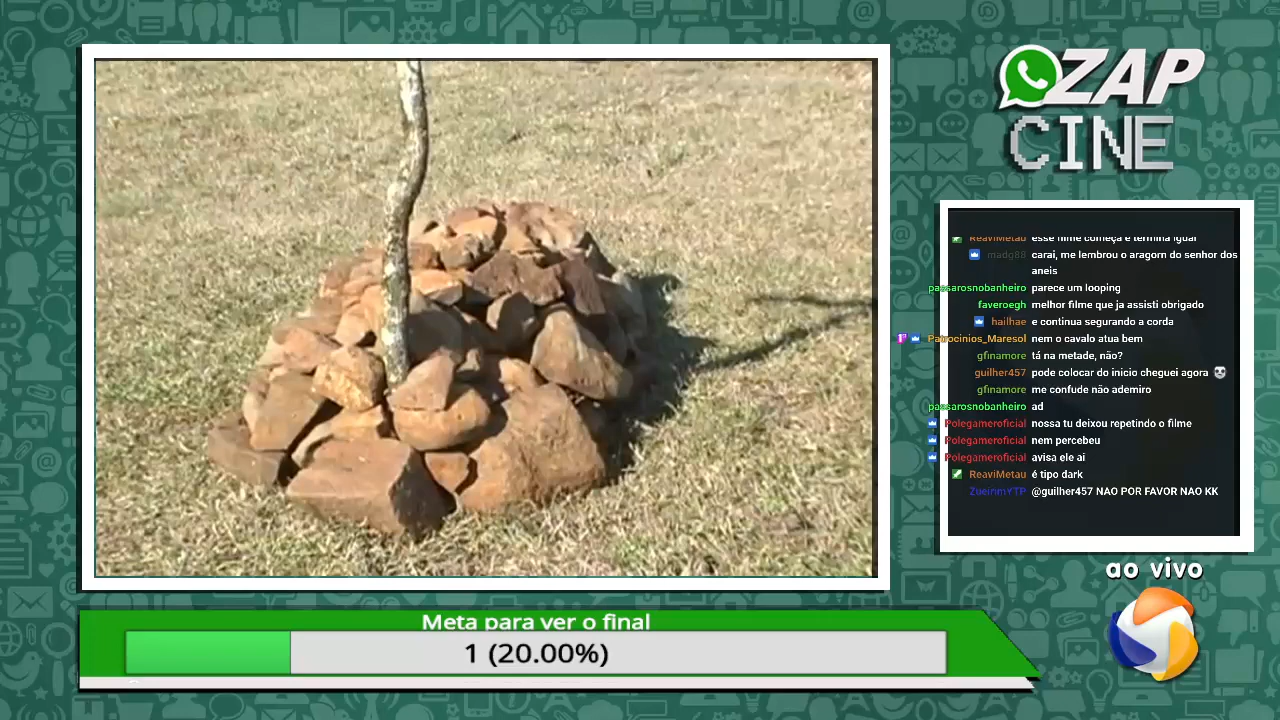 ZAP
CINE
ReaviMetau esse filme começa e termina igual
madg88 carai, me lembrou o aragorn do senhor dos
aneis
passarosnobanheiro parece um looping
faveroegh melhor filme que ja assisti obrigado
hailhae e continua segurando a corda
Patrocinios_Maresol nem o cavalo atua bem
gfinamore tá na metade, não?
guilher457 pode colocar do inicio cheguei agora
gfinamore me confude não ademiro
passarosnobanheiro ad
Polegameroficial nossa tu deixou repetindo o filme
Polegameroficial nem percebeu
Polegameroficial avisa ele ai
ReaviMetau é tipo dark
ZueirinhYTP @guilher457 NAO POR FAVOR NAO KK
ao vivo
Meta para ver o final
1 (20.00%)